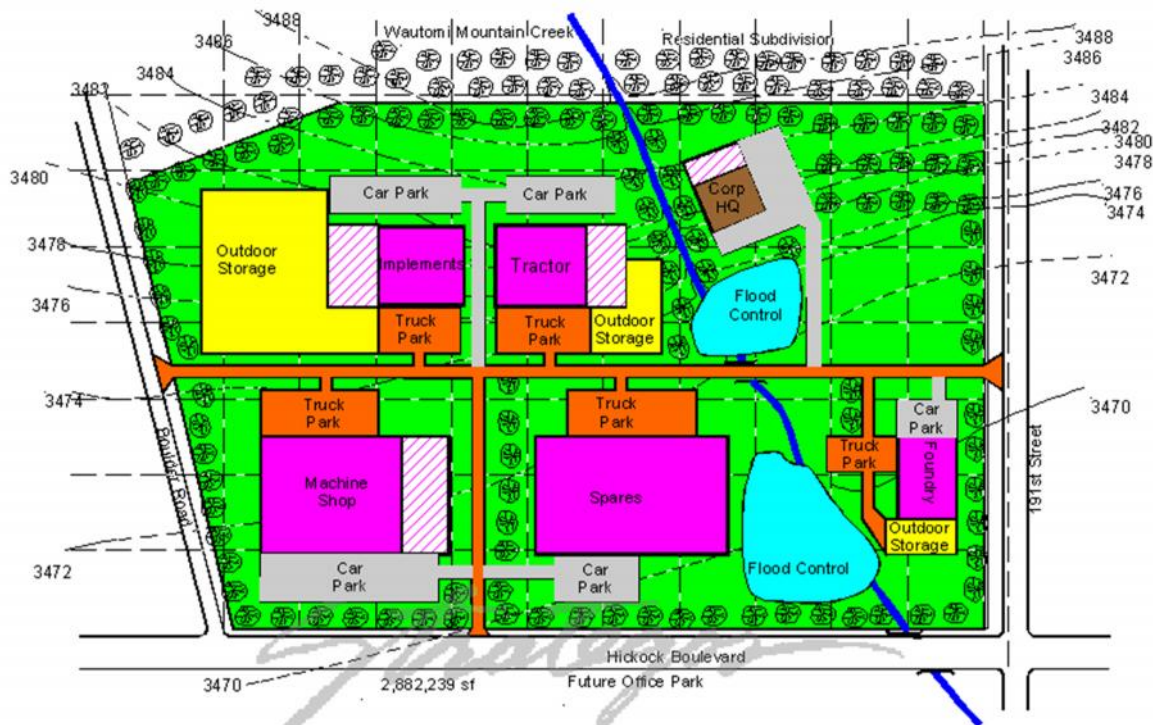 3488
Wautomi Mountain Creek
Residential Subdivision
3488
3486
3486
3484
3483
3484
3482
3480
3480
3478
3476
3474
3478
3476
3474
3472
3472
3470
3470
Car Park
Car Park
Corp
HQ
Outdoor
Storage
Implements
Tractor
Flood
Control
Truck
Park
Truck
Park
Outdoor
Storage
Truck
Park
Truck
Park
Car
Park
Truck
Park
Foundry
Machine
Shop
Spares
Outdoor
Storage
Car
Park
Car
Park
Flood Control
Boulder Road
191st Street
Hickock Boulevard
2,882,239 sf
Future Office Park
Strategos